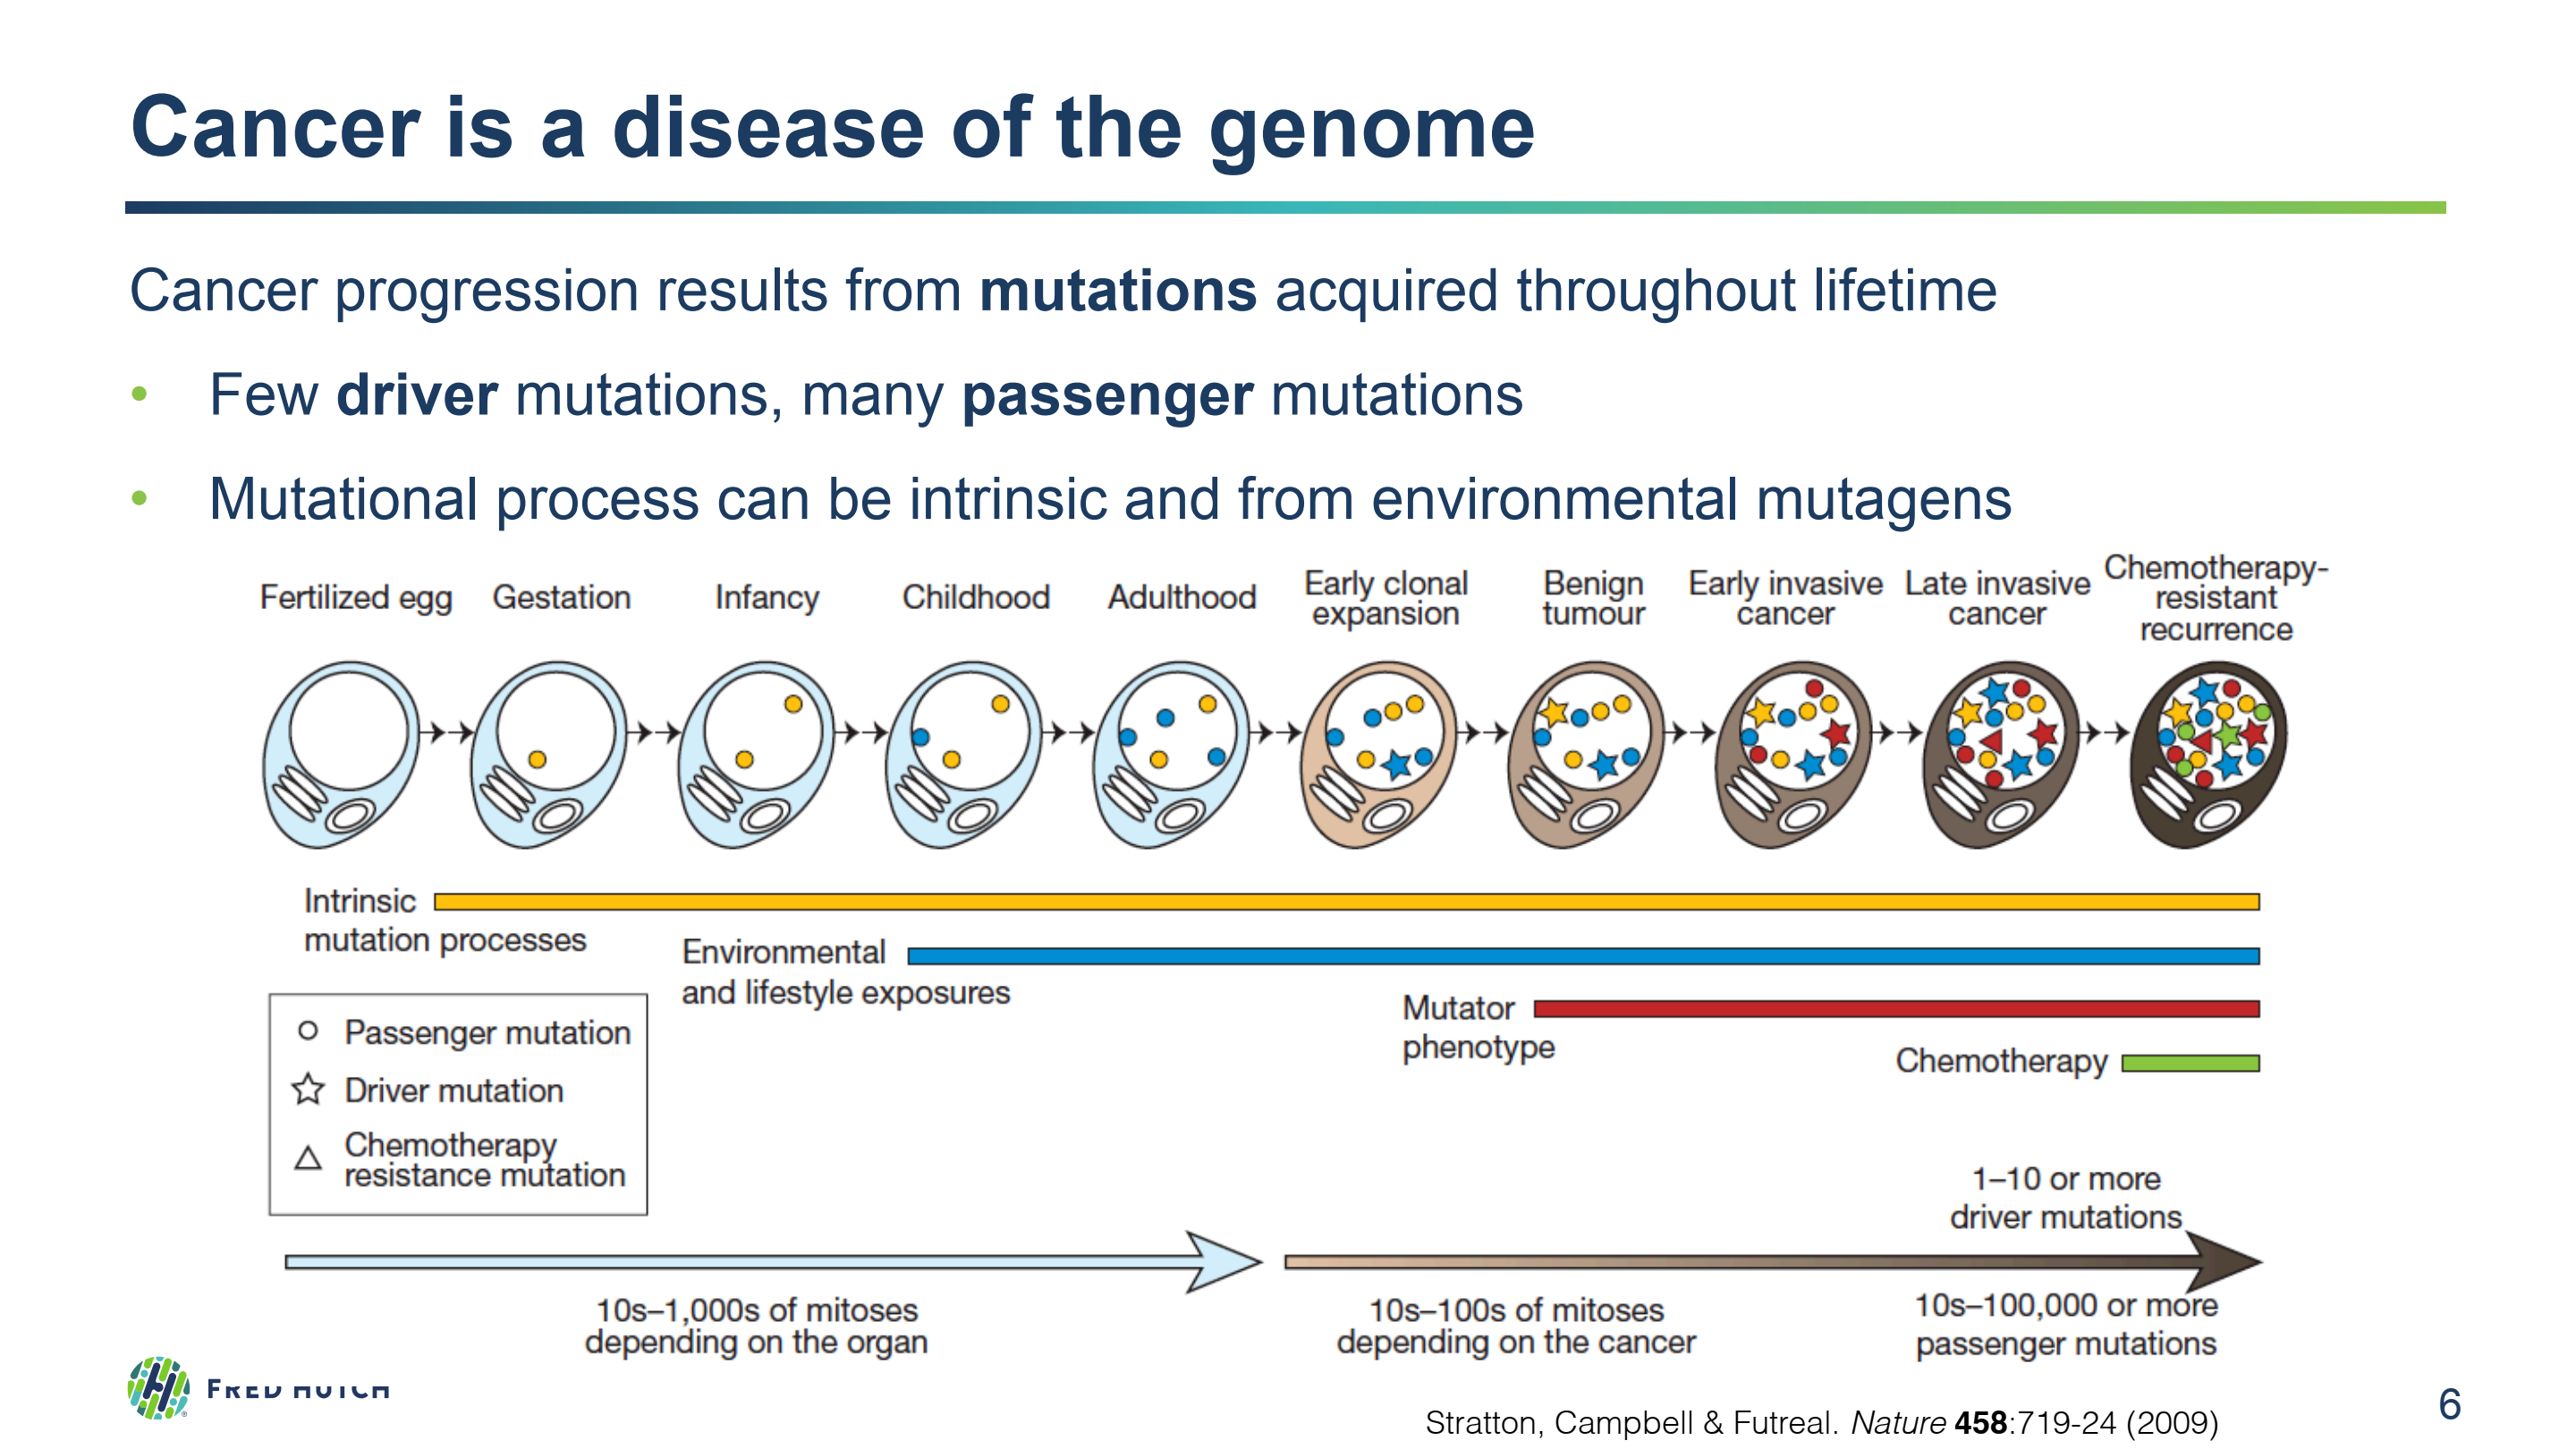 Cancer is a disease of the genome
Cancer progression results from mutations acquired throughout lifetime
• Few driver mutations, many passenger mutations
• Mutational process can be intrinsic and from environmental mutagens
Fertilized egg
Gestation
Infancy
Childhood
Adulthood
Early clonal
expansion
Benign
tumour
Early invasive
cancer
Late invasive
cancer
Chemotherapy-
resistant
recurrence
Intrinsic
mutation processes
Environmental
and lifestyle exposures
Mutator
phenotype
Chemotherapy
Passenger mutation
Driver mutation
Chemotherapy
resistance mutation
1–10 or more
driver mutations
10s–1,000s of mitoses
depending on the organ
10s–100s of mitoses
depending on the cancer
10s–100,000 or more
passenger mutations
FRED HUTCH
Stratton, Campbell & Futreal. Nature 458:719-24 (2009)
6